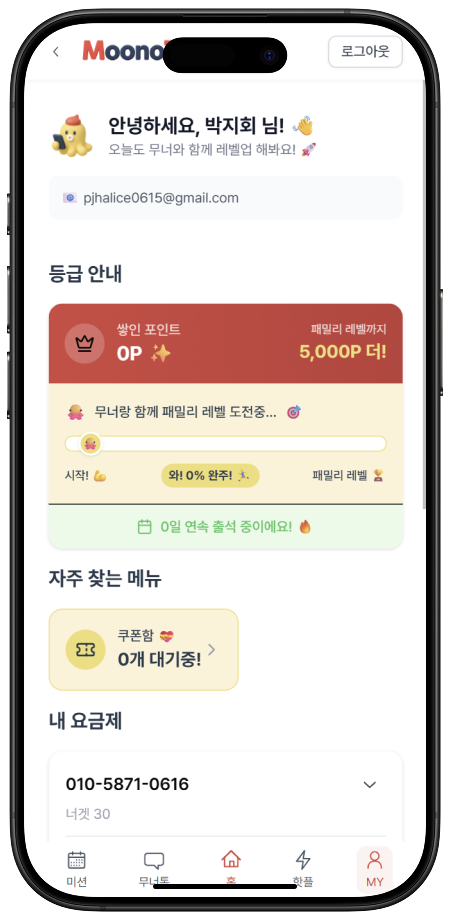 Moono
로그아웃
안녕하세요, 박지회 님! 👋
오늘도 무너와 함께 레벨업 해봐요! 🚀
pjhalice0615@gmail.com
등급 안내
쌓인 포인트
0P ✨
패밀리 레벨까지
5,000P 더!
무너랑 함께 패밀리 레벨 도전중... 🎯
시작! 💪
와! 0% 완주! 🏃
패밀리 레벨 🏆
0일 연속 출석 중이에요! 🔥
자주 찾는 메뉴
쿠폰함 💝
0개 대기중!
내 요금제
010-5871-0616
너겟 30
미션
무너톡
홈
핫플
MY